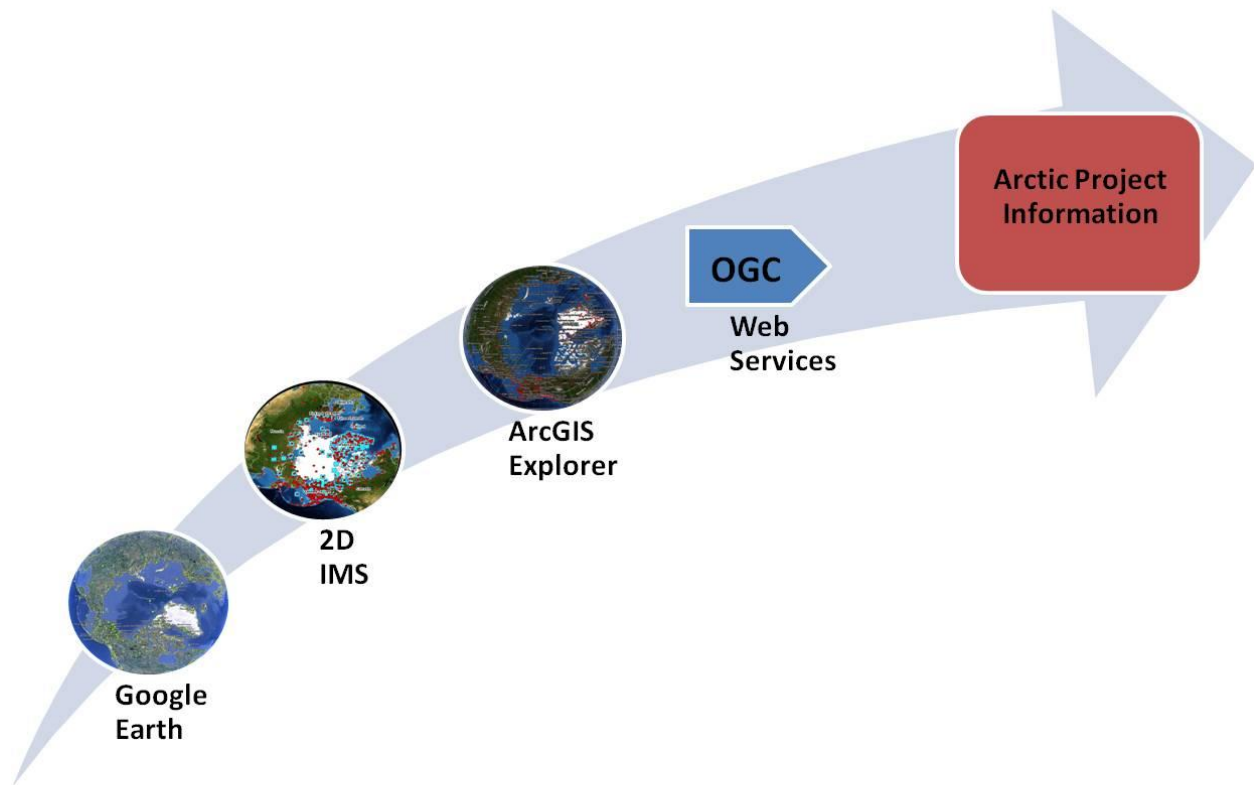 Arctic Project
Information
OGC
Web
Services
ArcGIS
Explorer
2D
IMS
Google
Earth